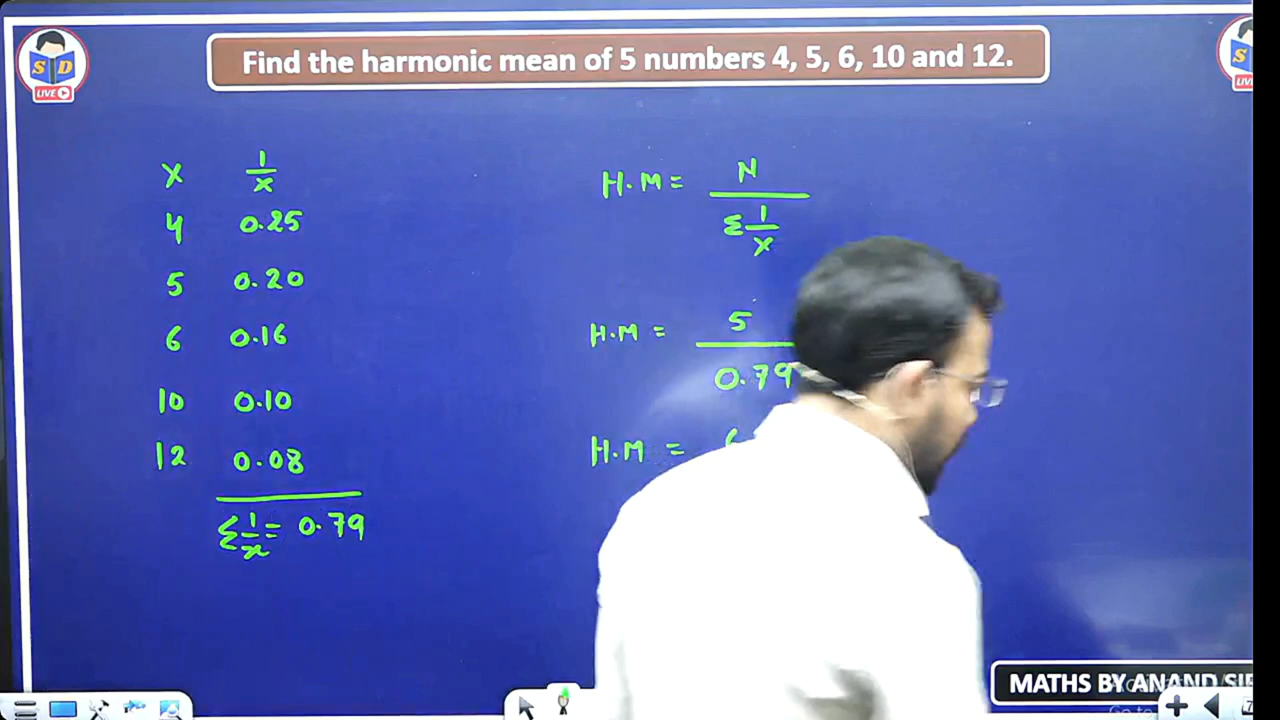 Find the harmonic mean of 5 numbers 4, 5, 6, 10 and 12.
S D
LIVE
X 1/X
4 0.25
5 0.20
6 0.16
10 0.10
12 0.08
Σ1/x = 0.79
H.M = N / Σ1/X
H.M = 5 / 0.79
H.M =
MATHS BY ANAND SIR